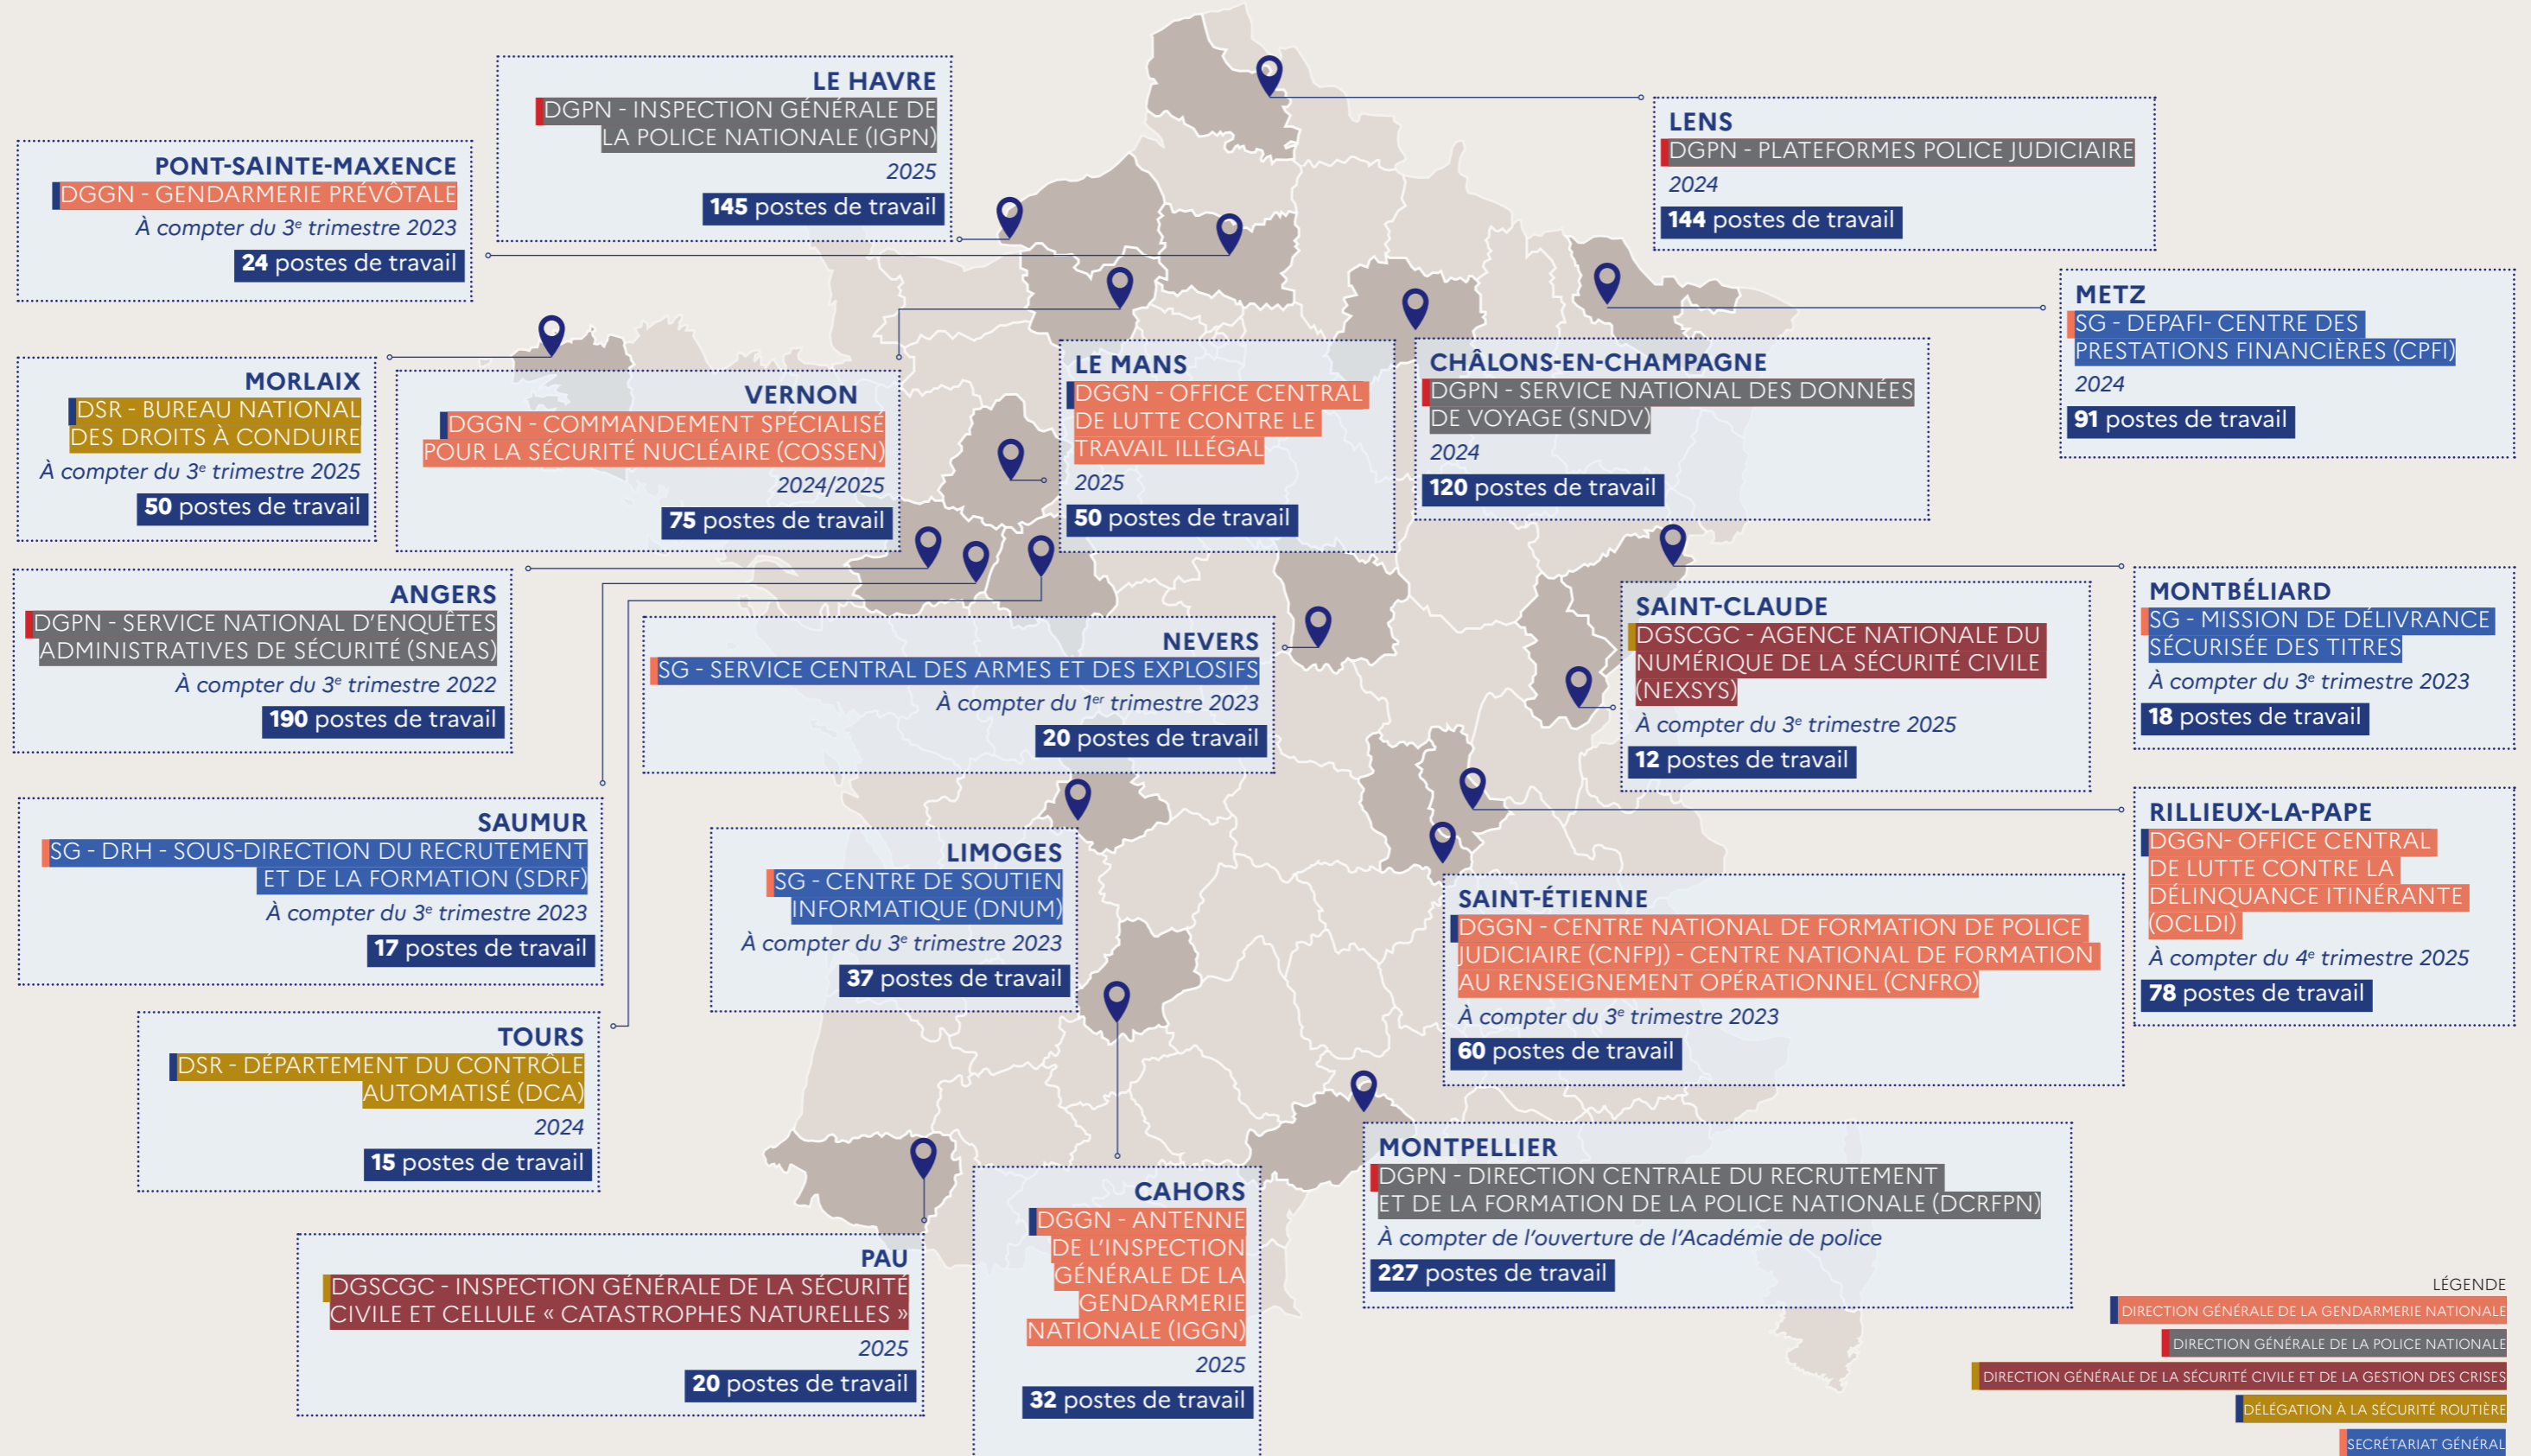 LE HAVRE
DGPN - INSPECTION GÉNÉRALE DE
LA POLICE NATIONALE (IGPN)
2025
145 postes de travail
LENS
DGPN - PLATEFORMES POLICE JUDICIAIRE
2024
144 postes de travail
PONT-SAINTE-MAXENCE
DGGN - GENDARMERIE PRÉVÔTALE
À compter du 3e trimestre 2023
24 postes de travail
METZ
SG - DEPAFI- CENTRE DES
PRESTATIONS FINANCIÈRES (CPFI)
2024
91 postes de travail
MORLAIX
DSR - BUREAU NATIONAL
DES DROITS À CONDUIRE
À compter du 3e trimestre 2025
50 postes de travail
VERNON
DGGN - COMMANDEMENT SPÉCIALISÉ
POUR LA SÉCURITÉ NUCLÉAIRE (COSSEN)
2024/2025
75 postes de travail
LE MANS
DGGN - OFFICE CENTRAL
DE LUTTE CONTRE LE
TRAVAIL ILLÉGAL
2025
50 postes de travail
CHÂLONS-EN-CHAMPAGNE
DGPN - SERVICE NATIONAL DES DONNÉES
DE VOYAGE (SNDV)
2024
120 postes de travail
ANGERS
DGPN - SERVICE NATIONAL D'ENQUÊTES
ADMINISTRATIVES DE SÉCURITÉ (SNEAS)
À compter du 3e trimestre 2022
190 postes de travail
NEVERS
SG - SERVICE CENTRAL DES ARMES ET DES EXPLOSIFS
À compter du 1er trimestre 2023
20 postes de travail
SAINT-CLAUDE
DGSCGC - AGENCE NATIONALE DU
NUMÉRIQUE DE LA SÉCURITÉ CIVILE
(NEXSYS)
À compter du 3e trimestre 2025
12 postes de travail
MONTBÉLIARD
SG - MISSION DE DÉLIVRANCE
SÉCURISÉE DES TITRES
À compter du 3e trimestre 2023
18 postes de travail
SAUMUR
SG - DRH - SOUS-DIRECTION DU RECRUTEMENT
ET DE LA FORMATION (SDRF)
À compter du 3e trimestre 2023
17 postes de travail
LIMOGES
SG - CENTRE DE SOUTIEN
INFORMATIQUE (DNUM)
À compter du 3e trimestre 2023
37 postes de travail
SAINT-ÉTIENNE
DGGN - CENTRE NATIONAL DE FORMATION DE POLICE
JUDICIAIRE (CNFPJ) - CENTRE NATIONAL DE FORMATION
AU RENSEIGNEMENT OPÉRATIONNEL (CNFRO)
À compter du 3e trimestre 2023
60 postes de travail
RILLIEUX-LA-PAPE
DGGN- OFFICE CENTRAL
DE LUTTE CONTRE LA
DÉLINQUANCE ITINÉRANTE
(OCLDI)
À compter du 4e trimestre 2025
78 postes de travail
TOURS
DSR - DÉPARTEMENT DU CONTRÔLE
AUTOMATISÉ (DCA)
2024
15 postes de travail
PAU
DGSCGC - INSPECTION GÉNÉRALE DE LA SÉCURITÉ
CIVILE ET CELLULE « CATASTROPHES NATURELLES »
2025
20 postes de travail
CAHORS
DGGN - ANTENNE
DE L'INSPECTION
GÉNÉRALE DE LA
GENDARMERIE
NATIONALE (IGGN)
2025
32 postes de travail
MONTPELLIER
DGPN - DIRECTION CENTRALE DU RECRUTEMENT
ET DE LA FORMATION DE LA POLICE NATIONALE (DCRFPN)
À compter de l'ouverture de l'Académie de police
227 postes de travail
LÉGENDE
DIRECTION GÉNÉRALE DE LA GENDARMERIE NATIONALE
DIRECTION GÉNÉRALE DE LA POLICE NATIONALE
DIRECTION GÉNÉRALE DE LA SÉCURITÉ CIVILE ET DE LA GESTION DES CRISES
DÉLÉGATION À LA SÉCURITÉ ROUTIÈRE
SECRÉTARIAT GÉNÉRAL